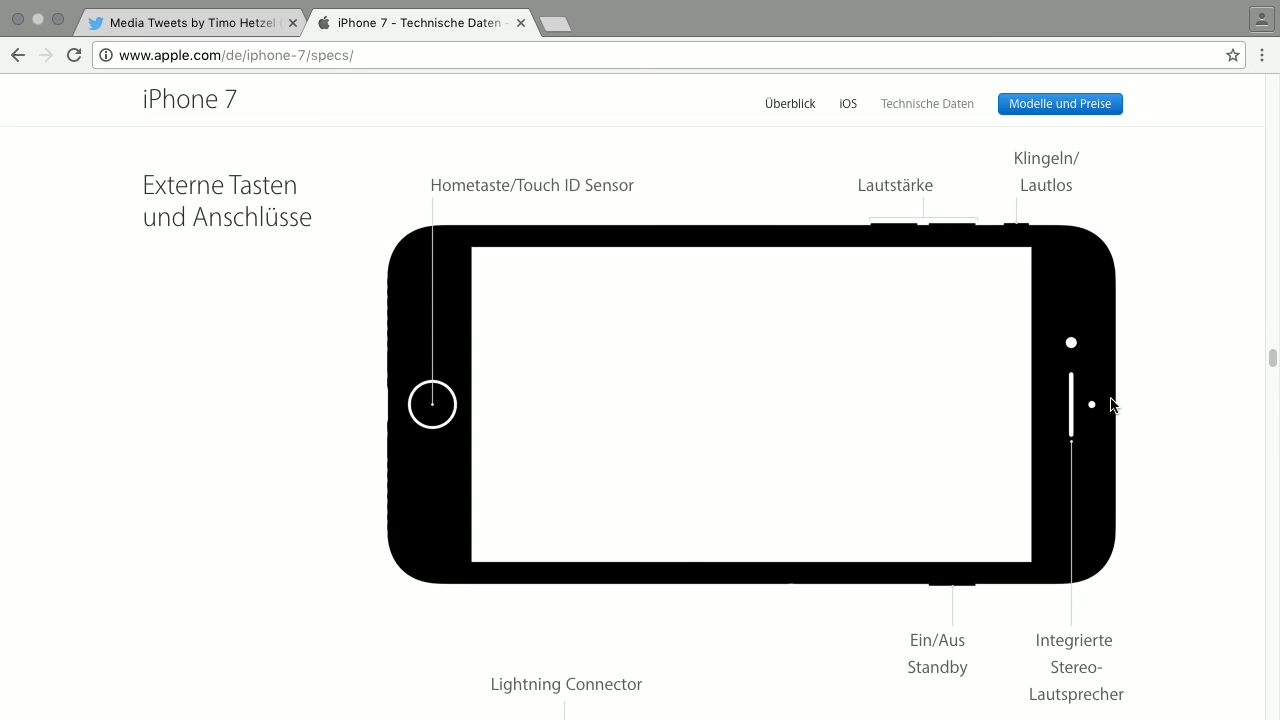 Media Tweets by Timo Hetzel
iPhone 7 - Technische Daten -
www.apple.com/de/iphone-7/specs/
iPhone 7
Überblick
iOS
Technische Daten
Modelle und Preise
Externe Tasten
und Anschlüsse
Hometaste/Touch ID Sensor
Lautstärke
Klingeln/
Lautlos
Ein/Aus
Standby
Integrierte
Stereo-
Lautsprecher
Lightning Connector